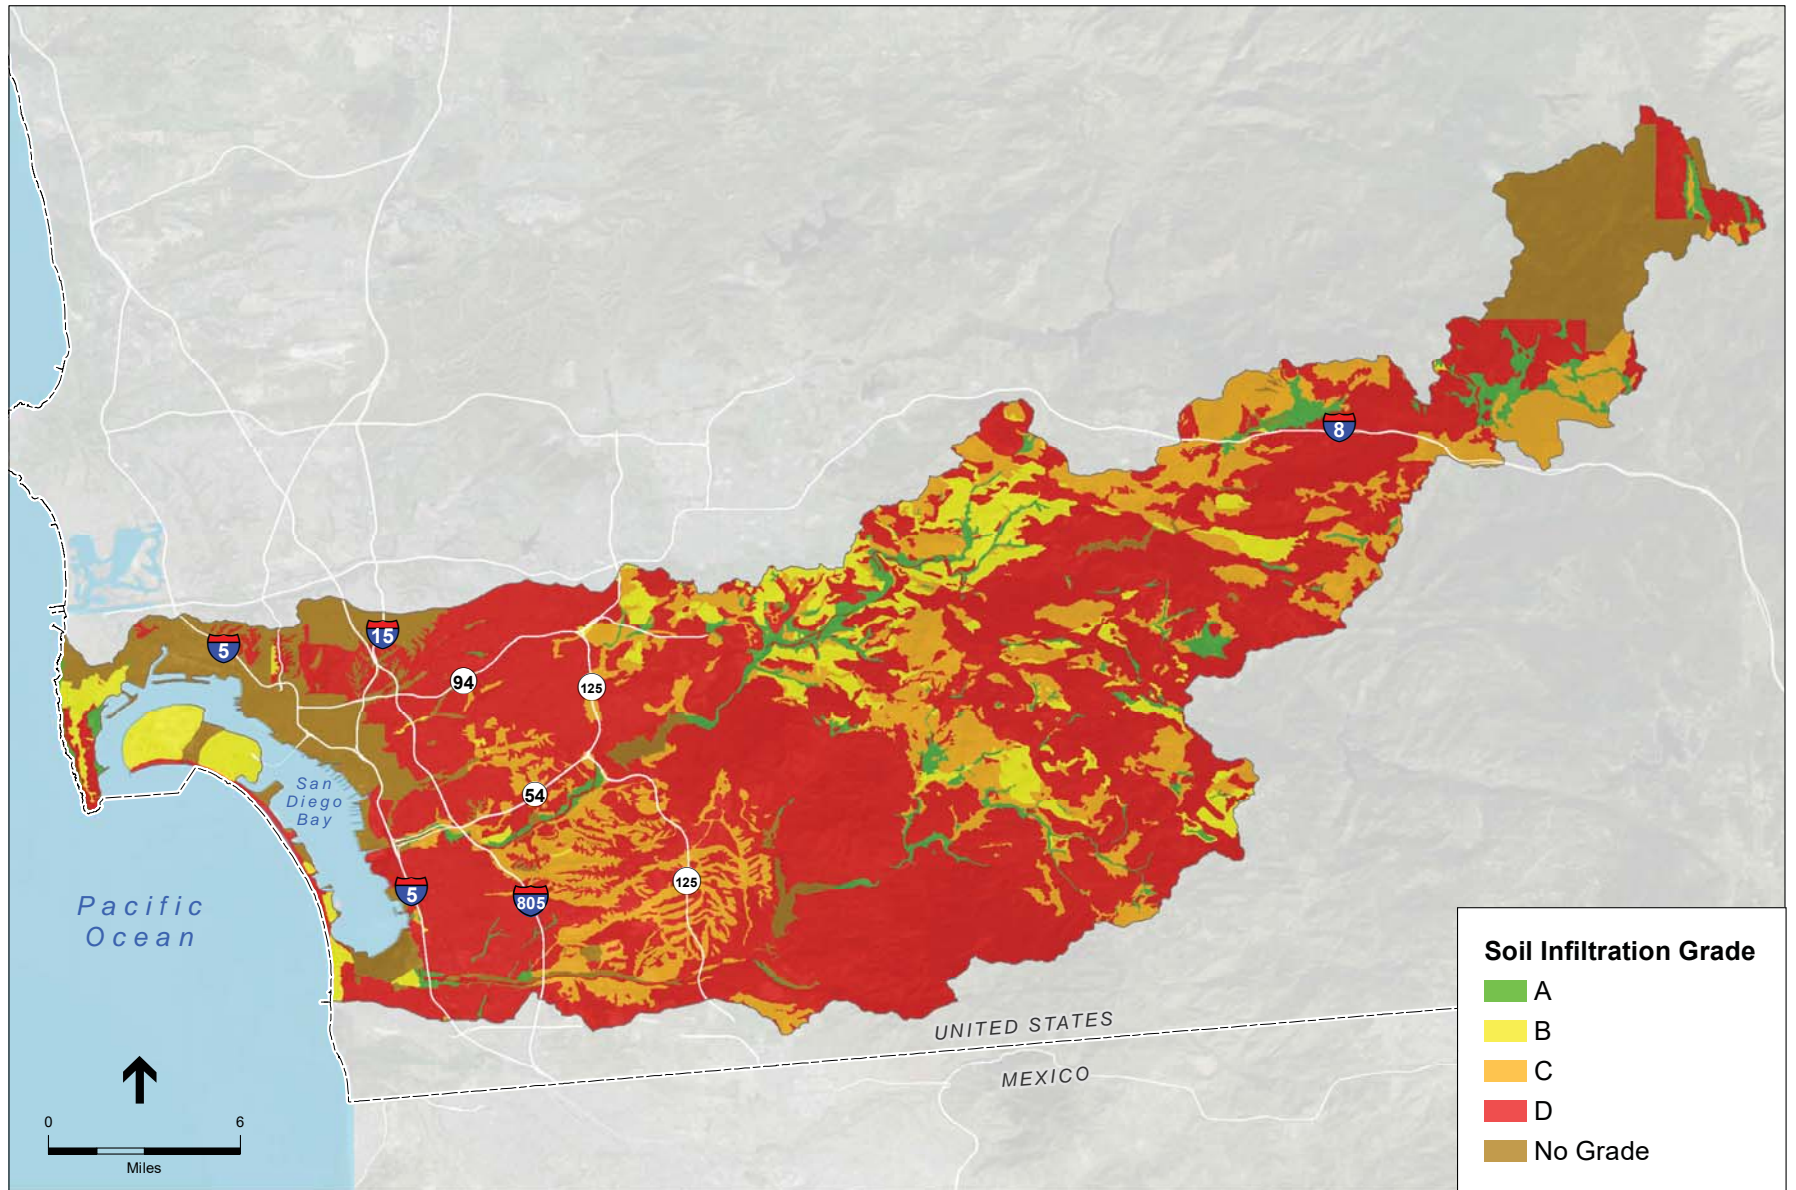 8
15
5
94
125
54
San
Diego
Bay
125
5
805
Pacific
Ocean
UNITED STATES
MEXICO
0 6
Miles
Soil Infiltration Grade
A
B
C
D
No Grade